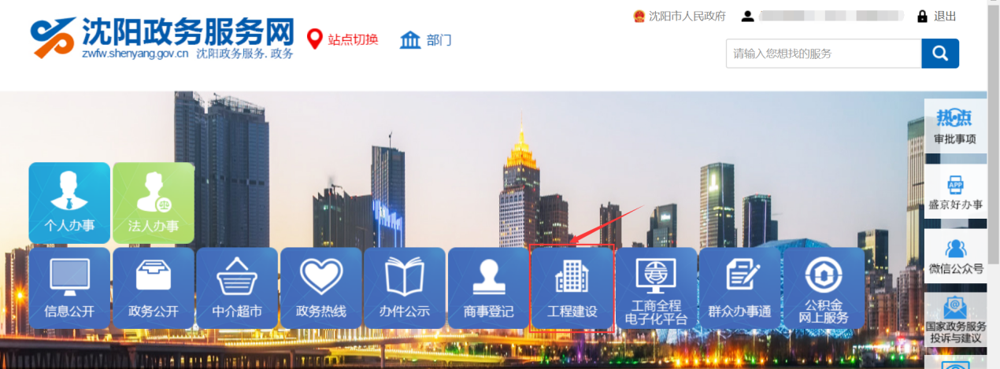 沈阳市人民政府
退出
沈阳政务服务网
zwfw.shenyang.gov.cn 沈阳政务服务. 政务
站点切换
部门
请输入您想找的服务
热点
审批事项
APP
盛京好办事
微信公众号
国家政务服务
投诉与建议
个人办事
法人办事
信息公开
政务公开
中介超市
政务热线
办件公示
商事登记
工程建设
工商全程
电子化平台
群众办事通
公积金
网上服务